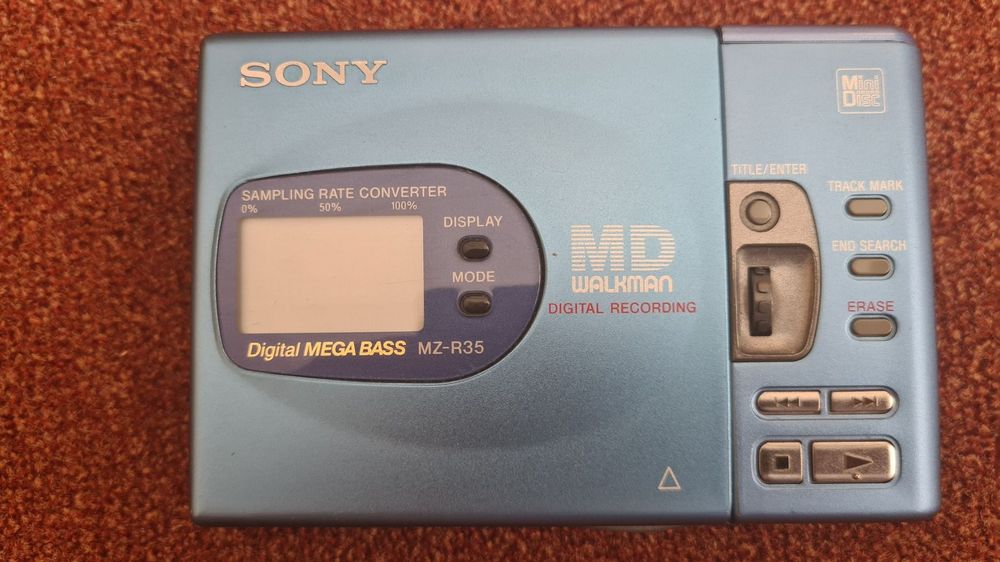 SONY
Mini
Disc
SAMPLING RATE CONVERTER
0% 50% 100%
DISPLAY
MODE
Digital MEGA BASS MZ-R35
MD
WALKMAN
DIGITAL RECORDING
TITLE/ENTER
TRACK MARK
END SEARCH
ERASE